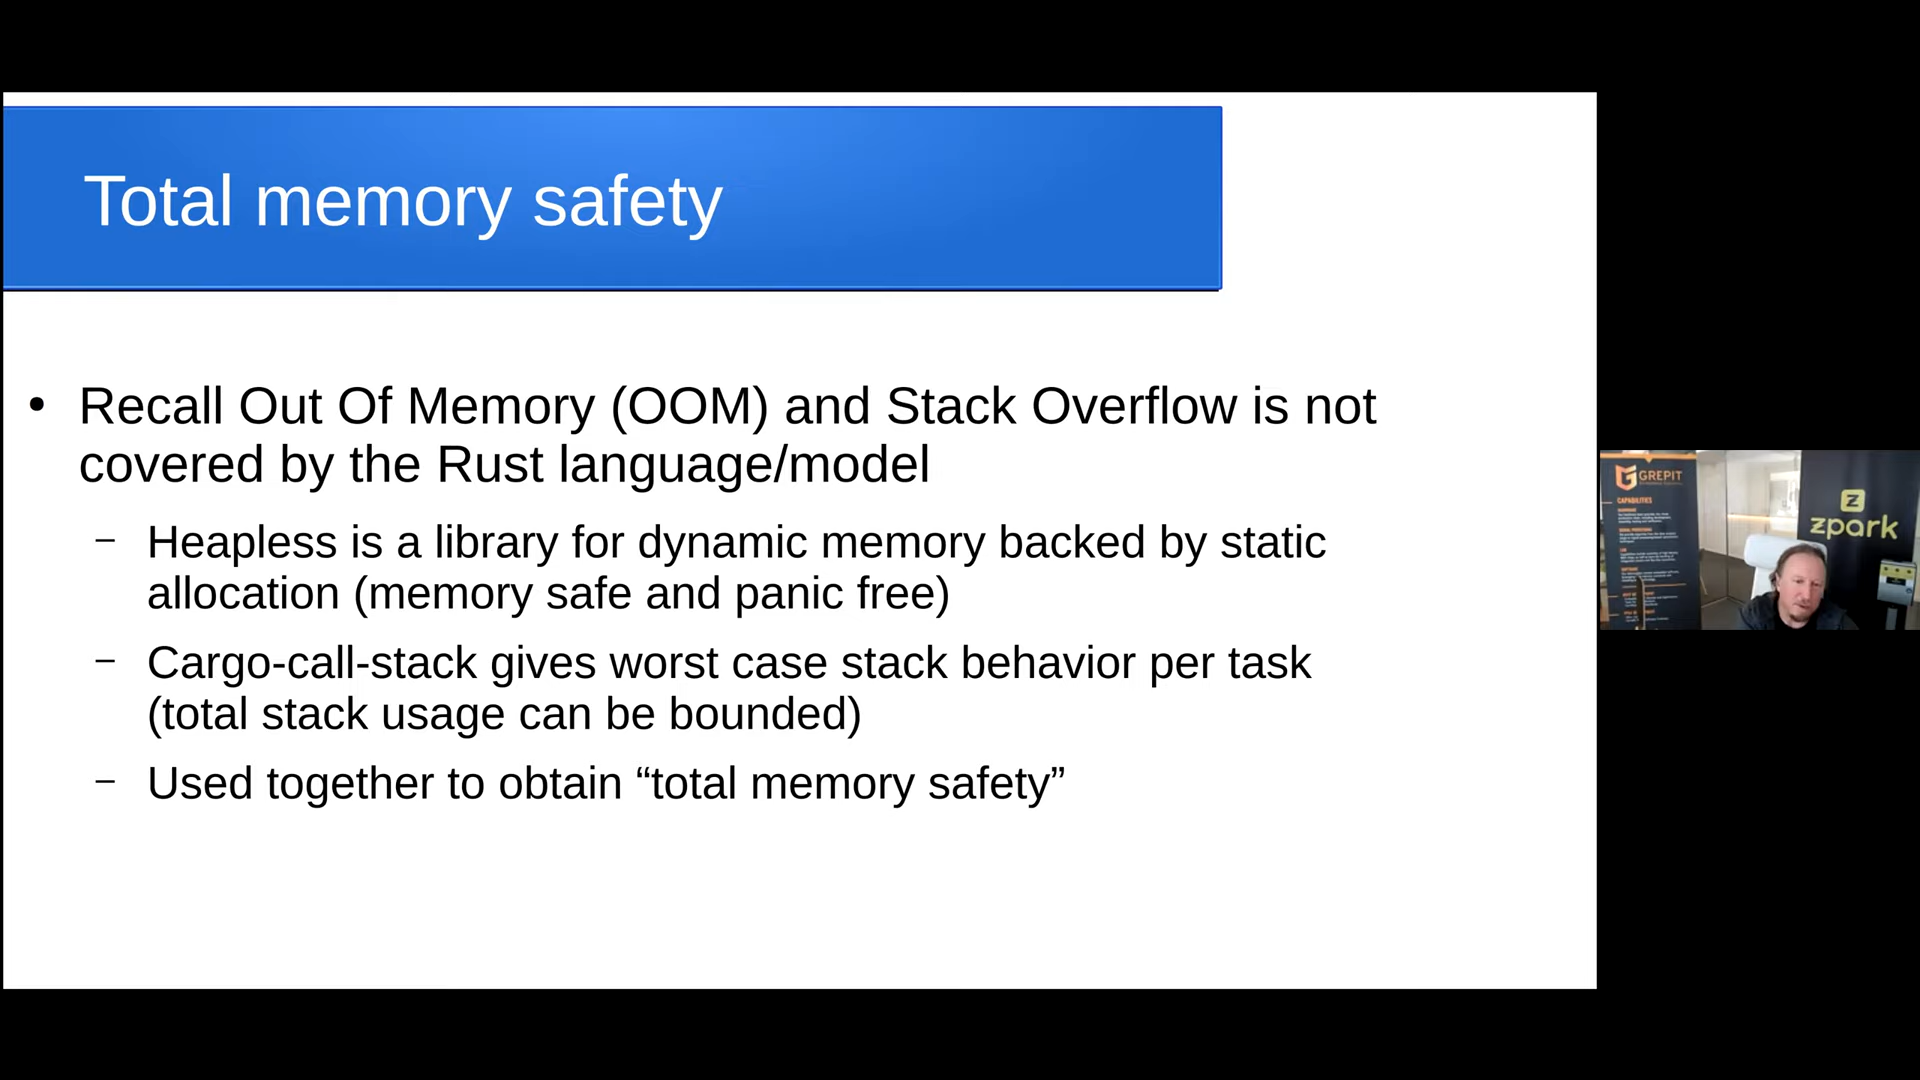 Total memory safety
• Recall Out Of Memory (OOM) and Stack Overflow is not
covered by the Rust language/model
– Heapless is a library for dynamic memory backed by static
allocation (memory safe and panic free)
– Cargo-call-stack gives worst case stack behavior per task
(total stack usage can be bounded)
– Used together to obtain “total memory safety”
GREPIT
CAPABILITIES
z
zpark